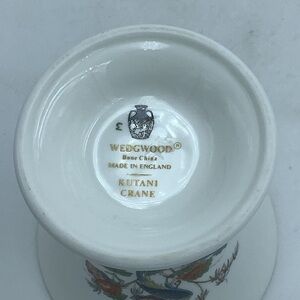 WEDGWOOD®
Bone China
MADE IN ENGLAND
KUTANI
CRANE